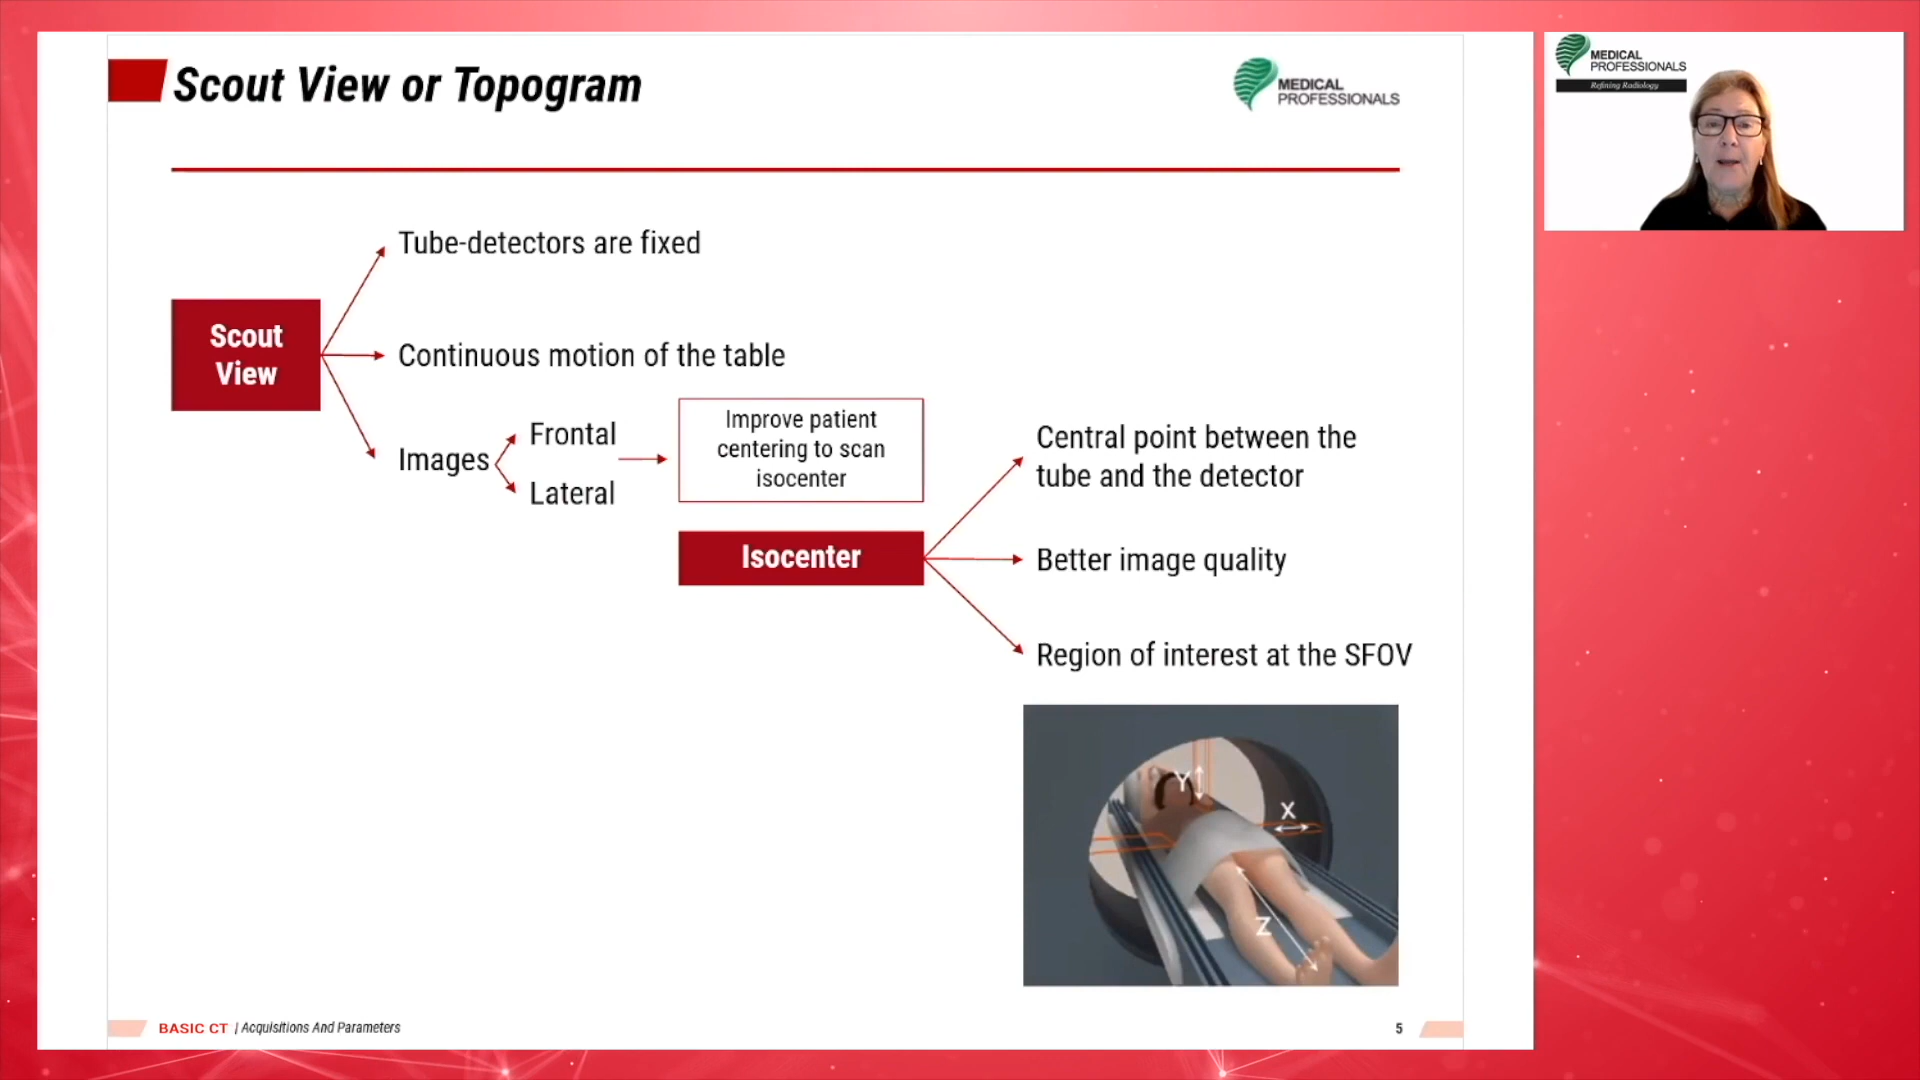 Scout View or Topogram
MEDICAL
PROFESSIONALS
MEDICAL
PROFESSIONALS
Refining Radiology
Tube-detectors are fixed
Scout
View
Continuous motion of the table
Images
Frontal
Lateral
Improve patient
centering to scan
isocenter
Isocenter
Central point between the
tube and the detector
Better image quality
Region of interest at the SFOV
Y
X
Z
BASIC CT | Acquisitions And Parameters
5